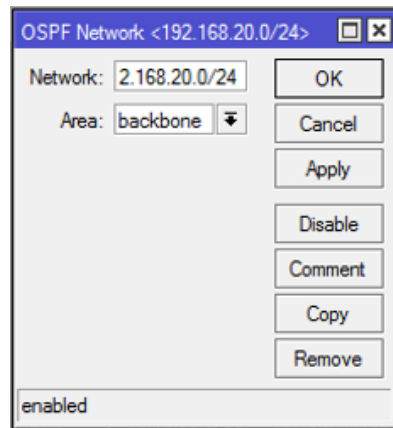 OSPF Network <192.168.20.0/24>
Network: 2.168.20.0/24 OK
Area: backbone Cancel
Apply
Disable
Comment
Copy
Remove
enabled